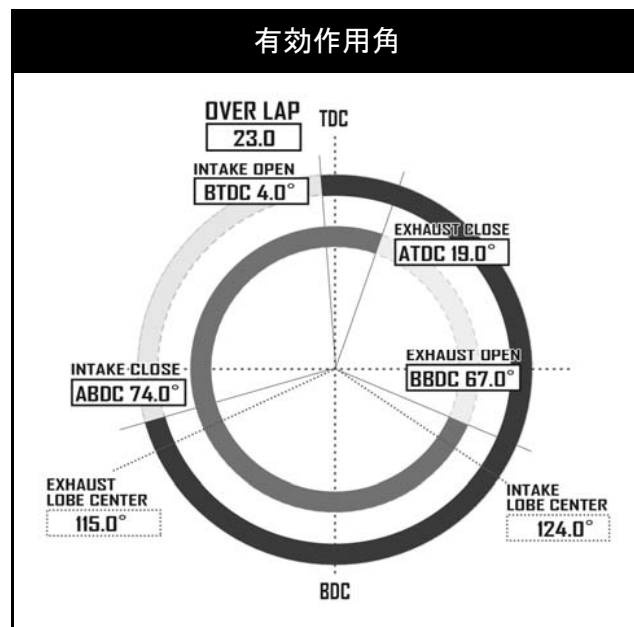 有効作用角
OVER LAP
23.0
TDC
INTAKE OPEN
BTDC 4.0°
EXHAUST CLOSE
ATDC 19.0°
INTAKE CLOSE
ABDC 74.0°
EXHAUST OPEN
BBDC 67.0°
EXHAUST
LOBE CENTER
115.0°
INTAKE
LOBE CENTER
124.0°
BDC